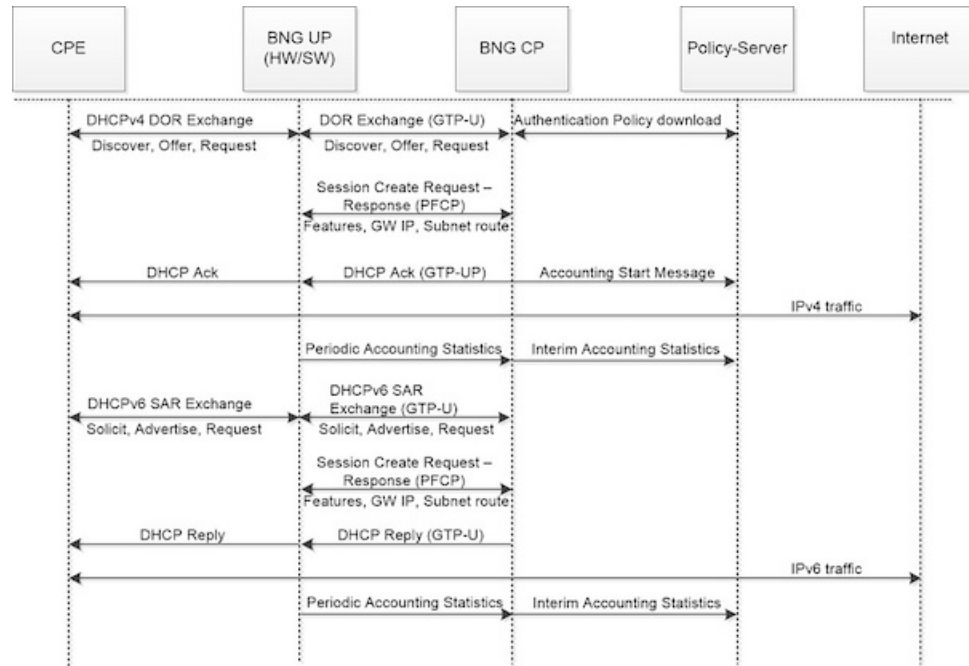 CPE
BNG UP
(HW/SW)
BNG CP
Policy-Server
Internet
DHCPv4 DOR Exchange
DOR Exchange (GTP-U)
Authentication Policy download
Discover, Offer, Request
Discover, Offer, Request
Session Create Request –
Response (PFCP)
Features, GW IP, Subnet route
DHCP Ack
DHCP Ack (GTP-UP)
Accounting Start Message
IPv4 traffic
Periodic Accounting Statistics
Interim Accounting Statistics
DHCPv6 SAR Exchange
DHCPv6 SAR
Exchange (GTP-U)
Solicit, Advertise, Request
Solicit, Advertise, Request
Session Create Request –
Response (PFCP)
Features, GW IP, Subnet route
DHCP Reply
DHCP Reply (GTP-U)
IPv6 traffic
Periodic Accounting Statistics
Interim Accounting Statistics